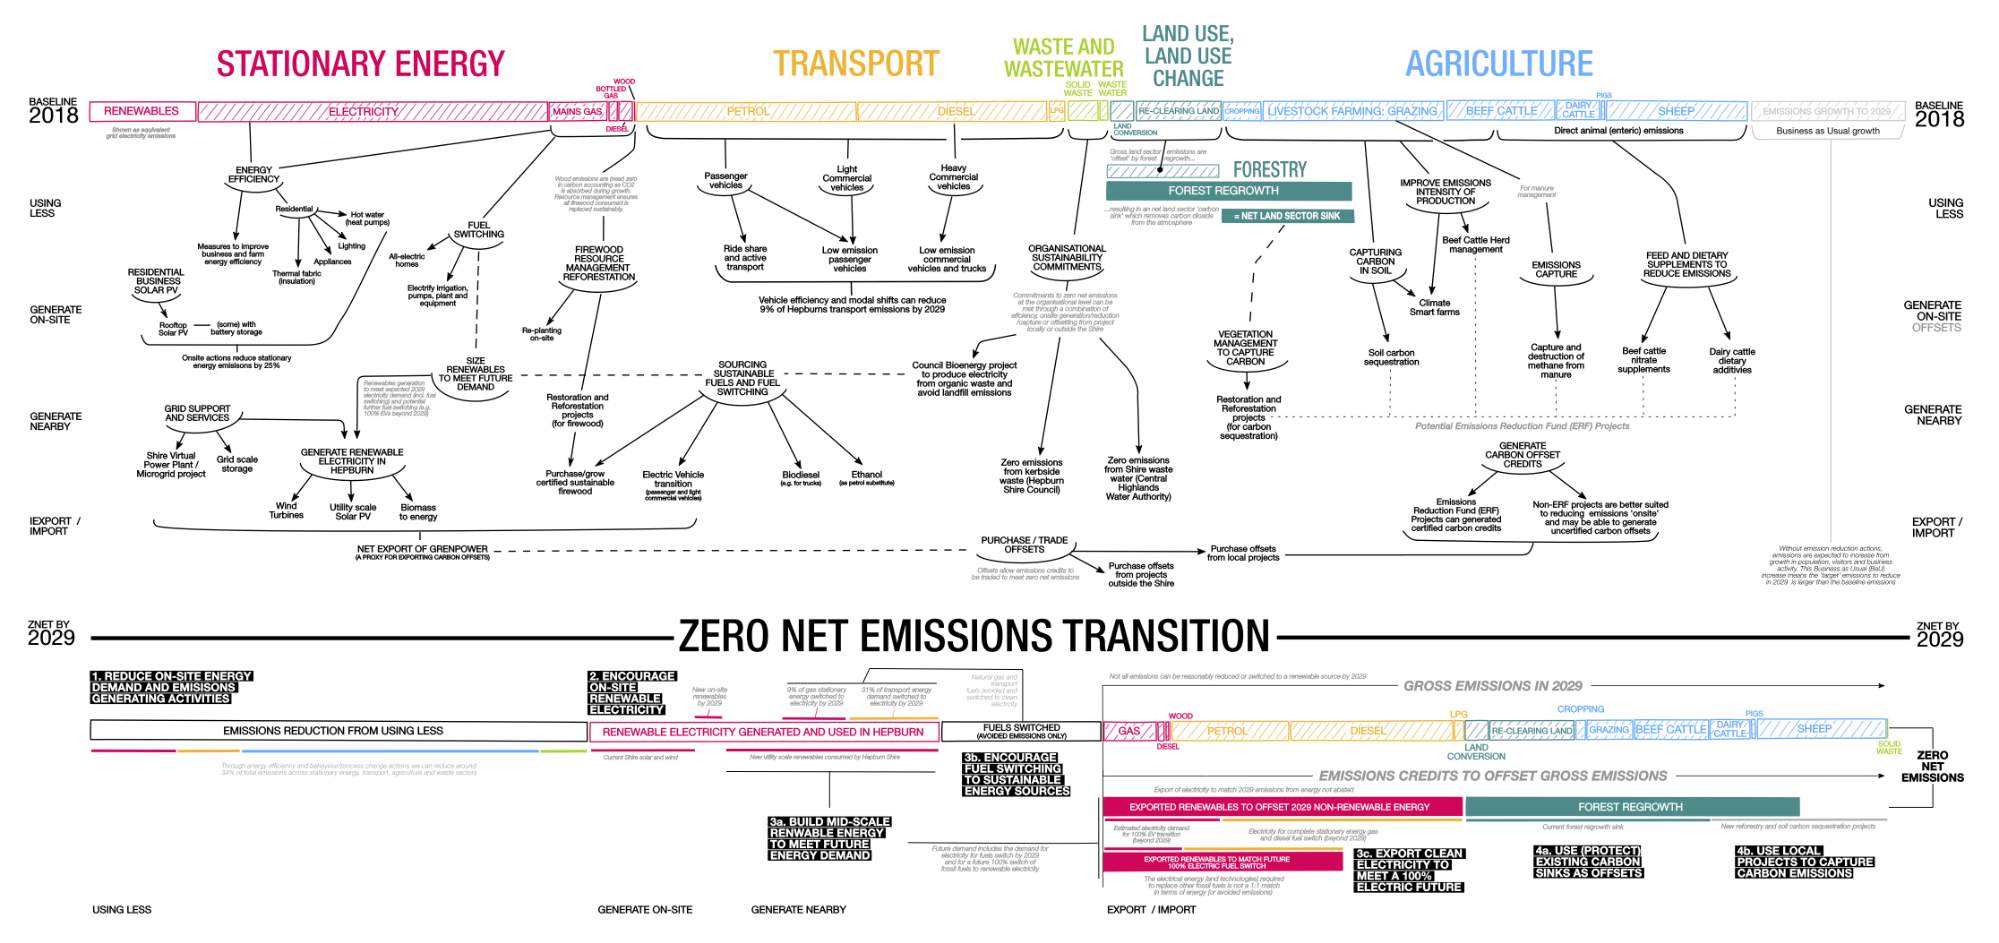 STATIONARY ENERGY
TRANSPORT
WASTE AND
WASTEWATER
LAND USE,
LAND USE
CHANGE
AGRICULTURE
BASELINE
2018
RENEWABLES
Shown as equivalent
grid electricity emissions
ELECTRICITY
MAINS GAS
BOTTLED
GAS
WOOD
DIESEL
PETROL
DIESEL
LPG
SOLID
WASTE
WASTE
WATER
LAND
CONVERSION
RE-CLEARING LAND
CROPPING
LIVESTOCK FARMING: GRAZING
BEEF CATTLE
DAIRY
CATTLE
PIGS
SHEEP
EMISSIONS GROWTH TO 2029
BASELINE
2018
Direct animal (enteric) emissions
Business as Usual growth
USING
LESS
GENERATE
ON-SITE
GENERATE
NEARBY
IEXPORT /
IMPORT
ENERGY
EFFICIENCY
Residential
Hot water
(heat pumps)
Lighting
Appliances
Thermal fabric
(insulation)
Measures to improve
business and farm
energy efficiency
RESIDENTIAL
BUSINESS
SOLAR PV
Rooftop
Solar PV
(some) with
battery storage
Onsite actions reduce stationary
energy emissions by 25%
FUEL
SWITCHING
All-electric
homes
Electrify irrigation,
pumps, plant and
equipment
Wood emissions are (near) zero
in carbon accounting as CO2
is absorbed during growth.
Resource management ensures
all firewood consumed is
replaced sustainably.
FIREWOOD
RESOURCE
MANAGEMENT
REFORESTATION
Re-planting
on-site
Restoration and
Reforestation
projects
(for firewood)
SIZE
RENEWABLES
TO MEET FUTURE
DEMAND
Renewables generation
to meet expected 2029
electricity demand (incl. fuel
switching) and potential
further fuel switching (e.g.
100% EVs beyond 2029)
GRID SUPPORT
AND SERVICES
Shire Virtual
Power Plant /
Microgrid project
Grid scale
storage
GENERATE RENEWABLE
ELECTRICITY IN
HEPBURN
Wind
Turbines
Utility scale
Solar PV
Biomass
to energy
NET EXPORT OF GRENPOWER
(A PROXY FOR EXPORTING CARBON OFFSETS)
Passenger
vehicles
Light
Commercial
vehicles
Heavy
Commercial
vehicles
Ride share
and active
transport
Low emission
passenger
vehicles
Low emission
commercial
vehicles and trucks
Vehicle efficiency and modal shifts can reduce
9% of Hepburns transport emissions by 2029
SOURCING
SUSTAINABLE
FUELS AND FUEL
SWITCHING
Purchase/grow
certified sustainable
firewood
Electric Vehicle
transition
(passenger and light
commercial vehicles)
Biodiesel
(e.g. for trucks)
Ethanol
(as petrol substitute)
ORGANISATIONAL
SUSTAINABILITY
COMMITMENTS
Commitments to zero net emissions
at the organisational level can be
met through a combination of
effciency, onsite generation/reduction
/capture or offsetting from project
locally or outside the Shire
Council Bioenergy project
to produce electricity
from organic waste and
avoid landfill emissions
Zero emissions
from kerbside
waste (Hepburn
Shire Council)
Zero emissions
from Shire waste
water (Central
Highlands
Water Authority)
PURCHASE / TRADE
OFFSETS
Offsets allow emissions credits to
be traded to meet zero net emissions
Purchase offsets
from local projects
Purchase offsets
from projects
outside the Shire
Gross land sector emissions are
'offset' by forest regrowth...
FORESTRY
FOREST REGROWTH
...resulting in an net land sector 'carbon
sink' which removes carbon dioxide
from the atmosphere
= NET LAND SECTOR SINK
VEGETATION
MANAGEMENT
TO CAPTURE
CARBON
Restoration and
Reforestation
projects
(for carbon
sequestration)
CAPTURING
CARBON
IN SOIL
Soil carbon
sequestration
IMPROVE EMISSIONS
INTENSITY OF
PRODUCTION
Beef Cattle Herd
management
Climate
Smart farms
For manure
management
EMISSIONS
CAPTURE
Capture and
destruction of
methane from
manure
FEED AND DIETARY
SUPPLEMENTS TO
REDUCE EMISSIONS
Beef cattle
nitrate
supplements
Dairy cattle
dietary
additivies
Potential Emissions Reduction Fund (ERF) Projects
GENERATE
CARBON OFFSET
CREDITS
Emissions
Reduction Fund (ERF)
Projects can generated
certified carbon credits
Non-ERF projects are better suited
to reducing emissions 'onsite'
and may be able to generate
uncertified carbon offsets
Without emission reduction actions,
emissions are expected to increase from
growth in population, visitors and business
activity. This Business as Usual (BaU)
increase means the 'target' emissions to reduce
in 2029 is larger than the baseline emissions
USING
LESS
GENERATE
ON-SITE
OFFSETS
GENERATE
NEARBY
EXPORT /
IMPORT
ZNET BY
2029
ZERO NET EMISSIONS TRANSITION
ZNET BY
2029
1. REDUCE ON-SITE ENERGY
DEMAND AND EMISISONS
GENERATING ACTIVITIES
EMISSIONS REDUCTION FROM USING LESS
Through energy efficiency and behaviour/process change actions we can reduce around
34% of total emissions across stationary energy, transport, agriculture and waste sectors
2. ENCOURAGE
ON-SITE
RENEWABLE
ELECTRICITY
New on-site
renewables
by 2029
9% of gas stationary
energy switched to
electricity by 2029
31% of transport energy
demand switched to
electricity by 2029
Natural gas and
transport
fuels avoided and
switched to clean
electricity
RENEWABLE ELECTRICITY GENERATED AND USED IN HEPBURN
Current Shire solar and wind
New utility scale renewables consumed by Hepburn Shire
FUELS SWITCHED
(AVOIDED EMISSIONS ONLY)
3b. ENCOURAGE
FUEL SWITCHING
TO SUSTAINABLE
ENERGY SOURCES
3a. BUILD MID-SCALE
RENWABLE ENERGY
TO MEET FUTURE
ENERGY DEMAND
Future demand includes the demand for
electricity for fuels switch by 2029
and for a future 100% switch of
fossil fuels to renewable electricity
Not all emissions can be reasonably reduced or switched to a renewable source by 2029
GROSS EMISSIONS IN 2029
GAS
WOOD
DIESEL
PETROL
DIESEL
LPG
LAND
CONVERSION
RE-CLEARING LAND
CROPPING
GRAZING
BEEF CATTLE
DAIRY
CATTLE
PIGS
SHEEP
SOLID
WASTE
ZERO
NET
EMISSIONS
EMISSIONS CREDITS TO OFFSET GROSS EMISSIONS
Export of electricity to match 2029 emissions from energy not abated
EXPORTED RENEWABLES TO OFFSET 2029 NON-RENEWABLE ENERGY
FOREST REGROWTH
Estimated electricity demand
for 100% EV transition
(beyond 2029)
Electricity for complete stationary energy gas
and diesel fuel switch (beyond 2029)
Current forest regrowth sink
New reforestry and soil carbon sequestration projects
EXPORTED RENEWABLES TO MATCH FUTURE
100% ELECTRIC FUEL SWITCH
The electrical energy (and technologies) required
to replace other fossil fuels is not a 1:1 match
in terms of energy (or avoided emissions)
3c. EXPORT CLEAN
ELECTRICITY TO
MEET A 100%
ELECTRIC FUTURE
4a. USE (PROTECT)
EXISTING CARBON
SINKS AS OFFSETS
4b. USE LOCAL
PROJECTS TO CAPTURE
CARBON EMISSIONS
USING LESS
GENERATE ON-SITE
GENERATE NEARBY
EXPORT / IMPORT